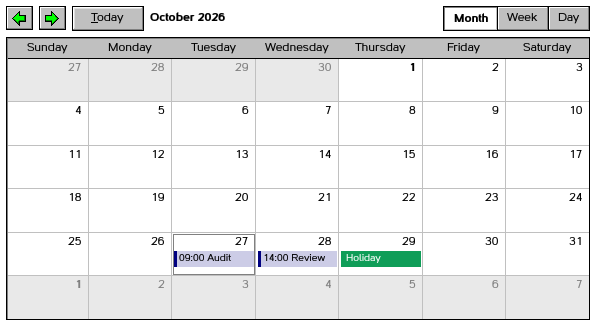 Today October 2026 Month Week Day
Sunday Monday Tuesday Wednesday Thursday Friday Saturday
27 28 29 30 1 2 3
4 5 6 7 8 9 10
11 12 13 14 15 16 17
18 19 20 21 22 23 24
25 26 27 28 29 30 31
09:00 Audit 14:00 Review Holiday
1 2 3 4 5 6 7